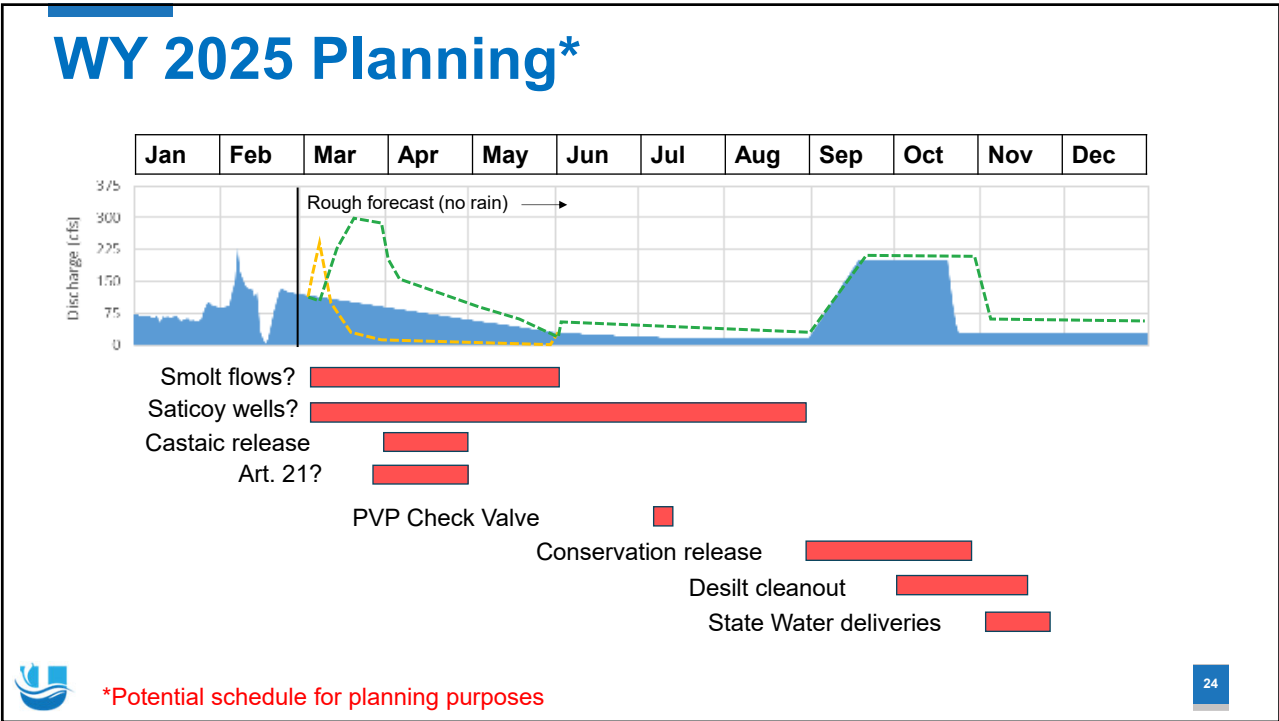 WY 2025 Planning*
Jan Feb Mar Apr May Jun Jul Aug Sep Oct Nov Dec
375
Rough forecast (no rain)
300
225
150
75
0
Discharge (cfs)
Smolt flows?
Saticoy wells?
Castaic release
Art. 21?
PVP Check Valve
Conservation release
Desilt cleanout
State Water deliveries
*Potential schedule for planning purposes
24